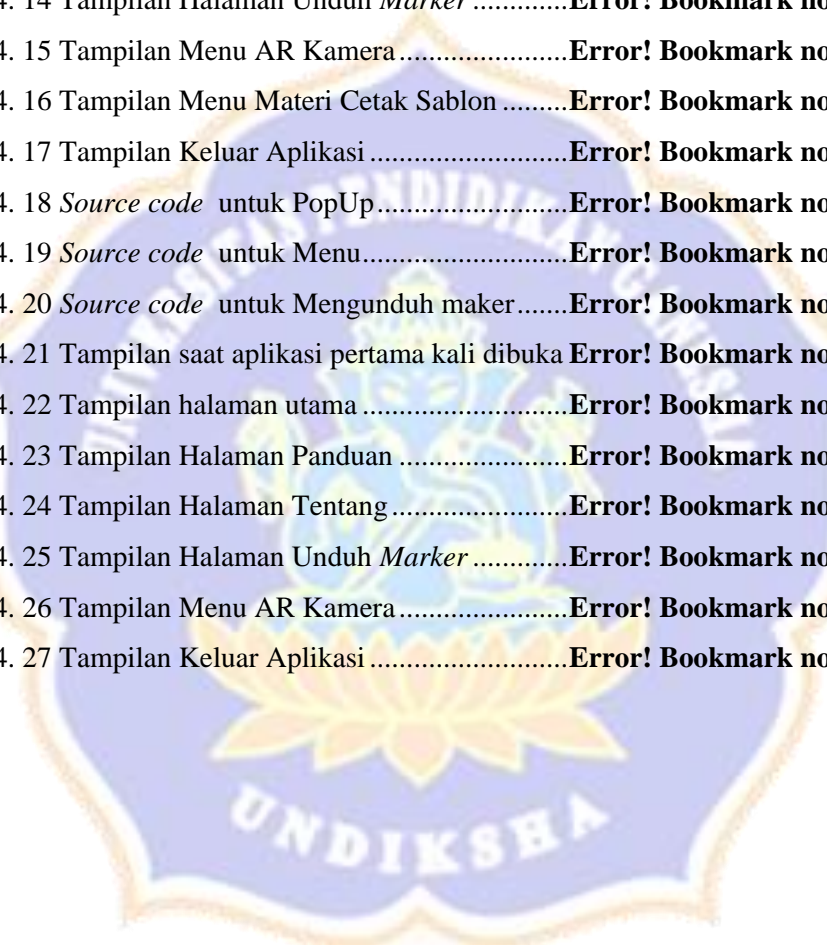 4. 14 Tampilan Halaman Unduh Marker ............Error! Bookmark no
4. 15 Tampilan Menu AR Kamera.......................Error! Bookmark no
4. 16 Tampilan Menu Materi Cetak Sablon .........Error! Bookmark no
4. 17 Tampilan Keluar Aplikasi ...........................Error! Bookmark no
4. 18 Source code untuk PopUp..........................Error! Bookmark no
4. 19 Source code untuk Menu............................Error! Bookmark no
4. 20 Source code untuk Mengunduh maker.......Error! Bookmark no
4. 21 Tampilan saat aplikasi pertama kali dibuka Error! Bookmark no
4. 22 Tampilan halaman utama ............................Error! Bookmark no
4. 23 Tampilan Halaman Panduan .......................Error! Bookmark no
4. 24 Tampilan Halaman Tentang........................Error! Bookmark no
4. 25 Tampilan Halaman Unduh Marker .............Error! Bookmark no
4. 26 Tampilan Menu AR Kamera.......................Error! Bookmark no
4. 27 Tampilan Keluar Aplikasi ...........................Error! Bookmark no
UNIVERSITAS PENDIDIKAN GANESHA
UNDIKSHA